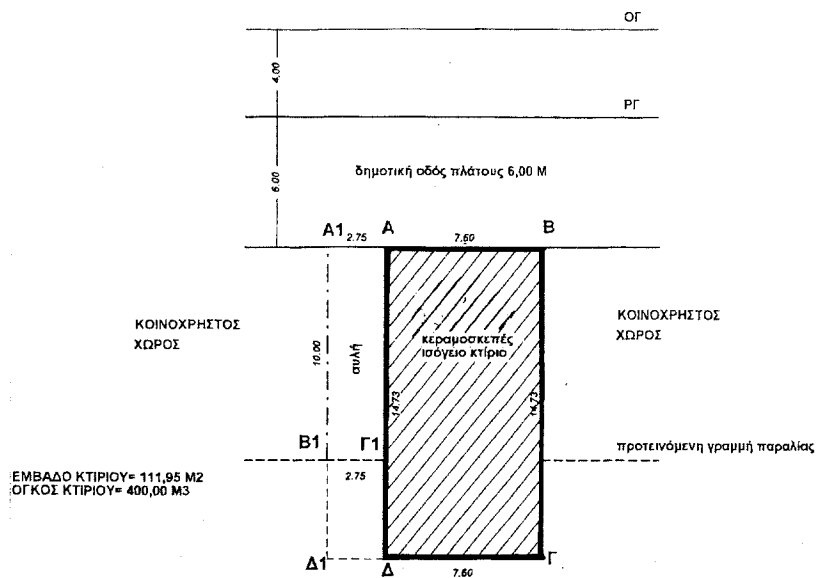 ΟΓ
4.00
ΡΓ
6.00
δημοτική οδός πλάτους 6,00 Μ
Α1
2.75
Α
7.60
Β
ΚΟΙΝΟΧΡΗΣΤΟΣ
ΧΩΡΟΣ
10.00
αυλή
κεραμοσκεπές
ισόγειο κτίριο
14.73
14.73
ΚΟΙΝΟΧΡΗΣΤΟΣ
ΧΩΡΟΣ
Β1
Γ1
προτεινόμενη γραμμή παραλίας
2.75
ΕΜΒΑΔΟ ΚΤΙΡΙΟΥ= 111,95 Μ2
ΟΓΚΟΣ ΚΤΙΡΙΟΥ= 400,00 Μ3
Δ1
Δ
7.60
Γ